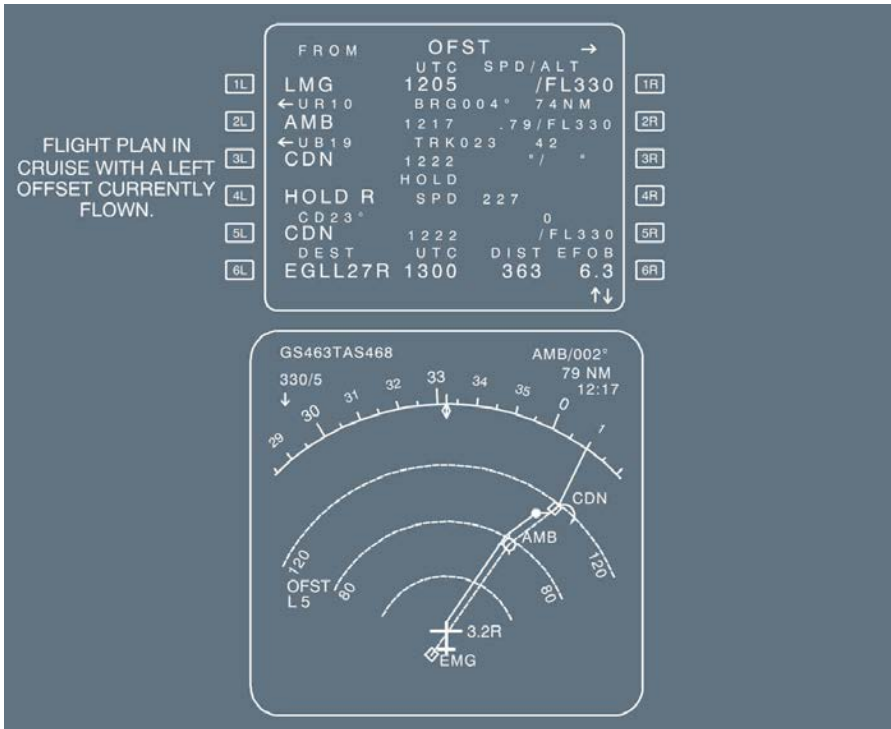 FLIGHT PLAN IN
CRUISE WITH A LEFT
OFFSET CURRENTLY
FLOWN.
FROM OFST →
UTC SPD/ALT
1L LMG 1205 /FL330 1R
←UR10 BRG004° 74NM
2L AMB 1217 .79/FL330 2R
←UB19 TRK023 42
3L CDN 1222 °/ ° 3R
HOLD
4L HOLD R SPD 227 4R
CD23° 0
5L CDN 1222 /FL330 5R
DEST UTC DIST EFOB
6L EGLL27R 1300 363 6.3 6R
↑↓
GS463TAS468 AMB/002°
330/5 79 NM
↓ 12:17
29 30 31 32 33 34 35 0 1
CDN
AMB
120 120
OFST 80 80
L 5
3.2R
EMG